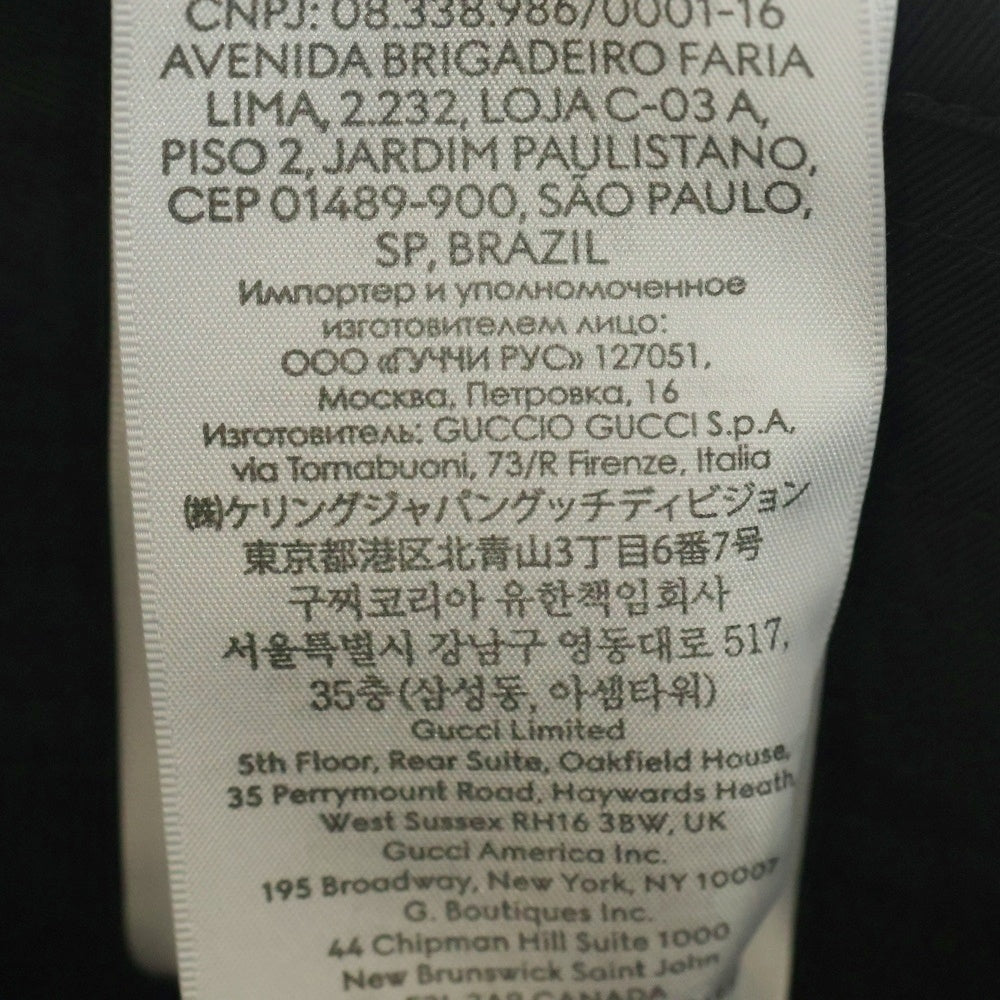 CNPJ: 08.338.986/0001-16
AVENIDA BRIGADEIRO FARIA
LIMA, 2.232, LOJA C-03 A,
PISO 2, JARDIM PAULISTANO,
CEP 01489-900, SÃO PAULO,
SP, BRAZIL
Импортер и уполномоченное
изготовителем лицо:
ООО «ГУЧЧИ РУС» 127051,
Москва, Петровка, 16
Изготовитель: GUCCIO GUCCI S.p.A,
via Tornabuoni, 73/R Firenze, Italia
㈱ケリングジャパングッチディビジョン
東京都港区北青山3丁目6番7号
구찌코리아 유한책임회사
서울특별시 강남구 영동대로 517,
35층(삼성동, 아셈타워)
Gucci Limited
5th Floor, Rear Suite, Oakfield House,
35 Perrymount Road, Haywards Heath,
West Sussex RH16 3BW, UK
Gucci America Inc.
195 Broadway, New York, NY 10007
G. Boutiques Inc.
44 Chipman Hill Suite 1000
New Brunswick Saint John
CANADA